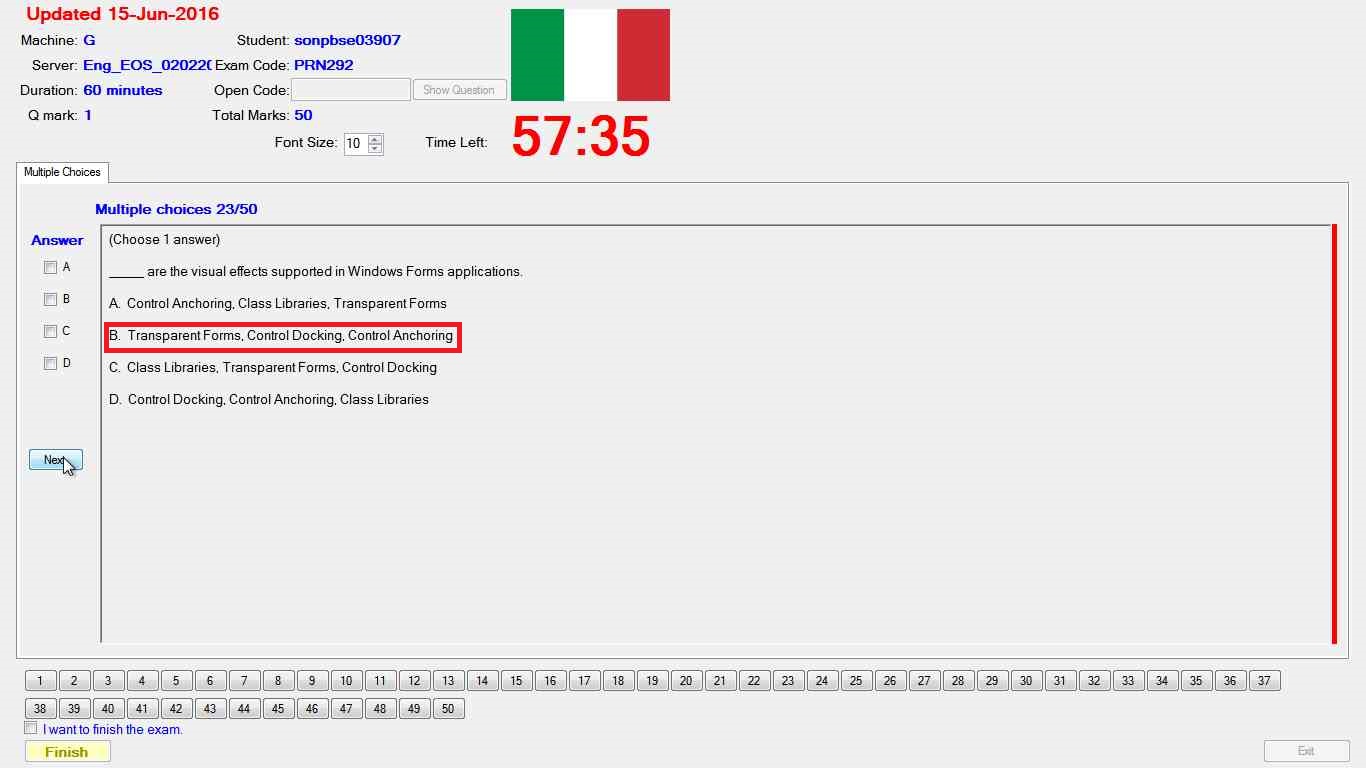 Updated 15-Jun-2016
Machine: G Student: sonpbse03907
Server: Eng_EOS_020220 Exam Code: PRN292
Duration: 60 minutes Open Code: Show Question
Q mark: 1 Total Marks: 50
Font Size: 10 Time Left: 57:35
Multiple Choices
Multiple choices 23/50
Answer
(Choose 1 answer)
A
_____ are the visual effects supported in Windows Forms applications.
B
A. Control Anchoring, Class Libraries, Transparent Forms
C
B. Transparent Forms, Control Docking, Control Anchoring
D
C. Class Libraries, Transparent Forms, Control Docking
D. Control Docking, Control Anchoring, Class Libraries
Next
1 2 3 4 5 6 7 8 9 10 11 12 13 14 15 16 17 18 19 20 21 22 23 24 25 26 27 28 29 30 31 32 33 34 35 36 37
38 39 40 41 42 43 44 45 46 47 48 49 50
I want to finish the exam.
Finish Exit